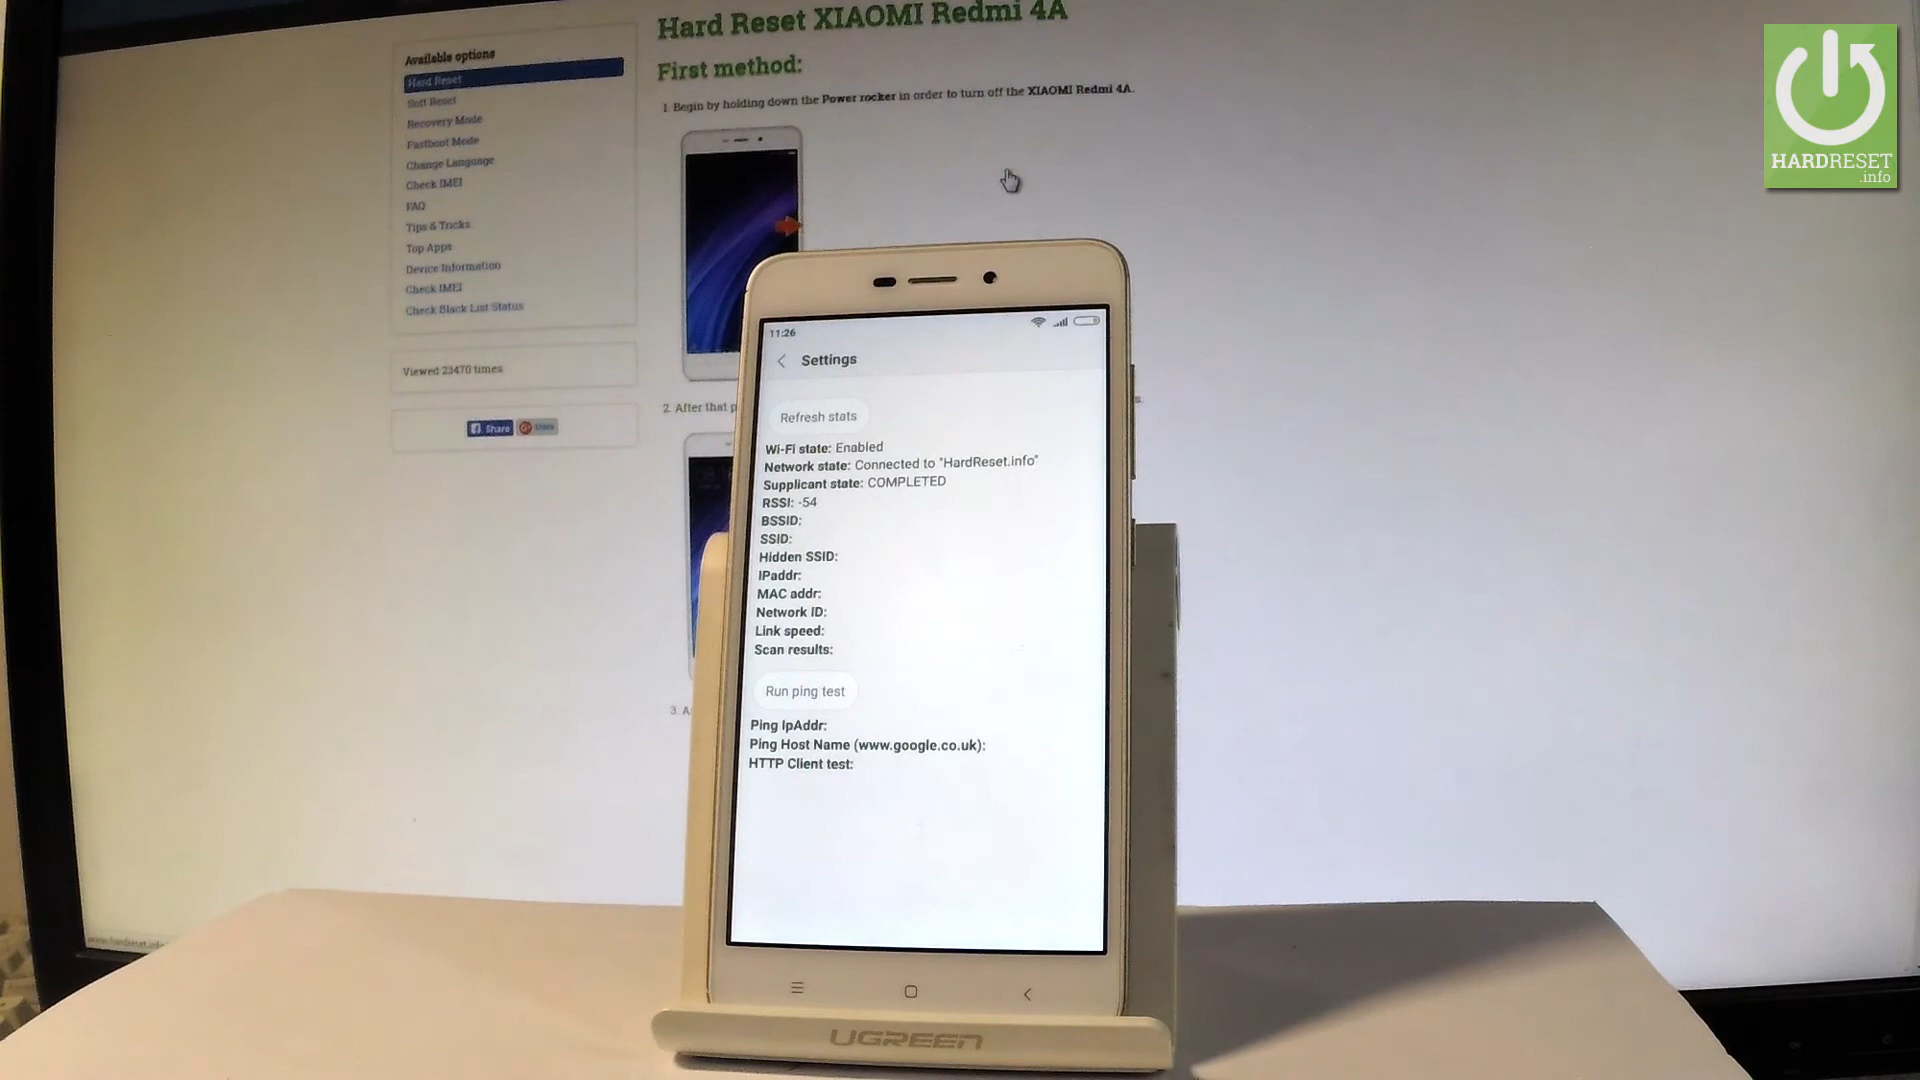 Hard Reset XIAOMI Redmi 4A
First method:
1. Begin by holding down the Power rocker in order to turn off the XIAOMI Redmi 4A.
Available options
Hard Reset
Soft Reset
Recovery Mode
Fastboot Mode
Change Language
Check IMEI
FAQ
Tips & Tricks
Top Apps
Device Information
Check IMEI
Check Black List Status
Viewed 23470 times
Share
Share
2. After that p
s.
3. A
HARDRESET
.info
11:26
Settings
Refresh stats
Wi-Fi state: Enabled
Network state: Connected to "HardReset.info"
Supplicant state: COMPLETED
RSSI: -54
BSSID:
SSID:
Hidden SSID:
IPaddr:
MAC addr:
Network ID:
Link speed:
Scan results:
Run ping test
Ping IpAddr:
Ping Host Name (www.google.co.uk):
HTTP Client test:
UGREEN